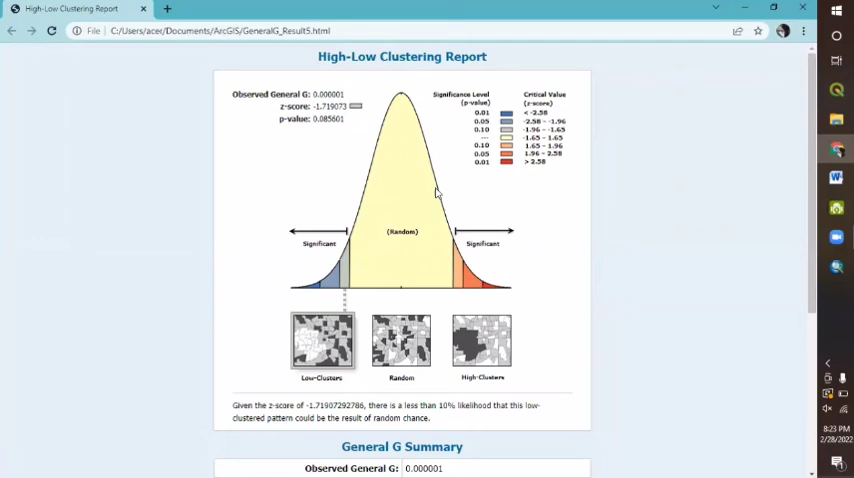 High-Low Clustering Report
File
C:/Users/acer/Documents/ArcGIS/GeneralG_Result5.html
High-Low Clustering Report
Observed General G: 0.000001
z-score: -1.719073
p-value: 0.085601
Significance Level Critical Value
(p-value) (z-score)
0.01 < -2.58
0.05 -2.58 - -1.96
0.10 -1.96 - -1.65
--- -1.65 - 1.65
0.10 1.65 - 1.96
0.05 1.96 - 2.58
0.01 > 2.58
(Random)
Significant
Significant
Low-Clusters
Random
High-Clusters
Given the z-score of -1.71907292786, there is a less than 10% likelihood that this low-
clustered pattern could be the result of random chance.
General G Summary
Observed General G: 0.000001
8:23 PM
2/28/2022